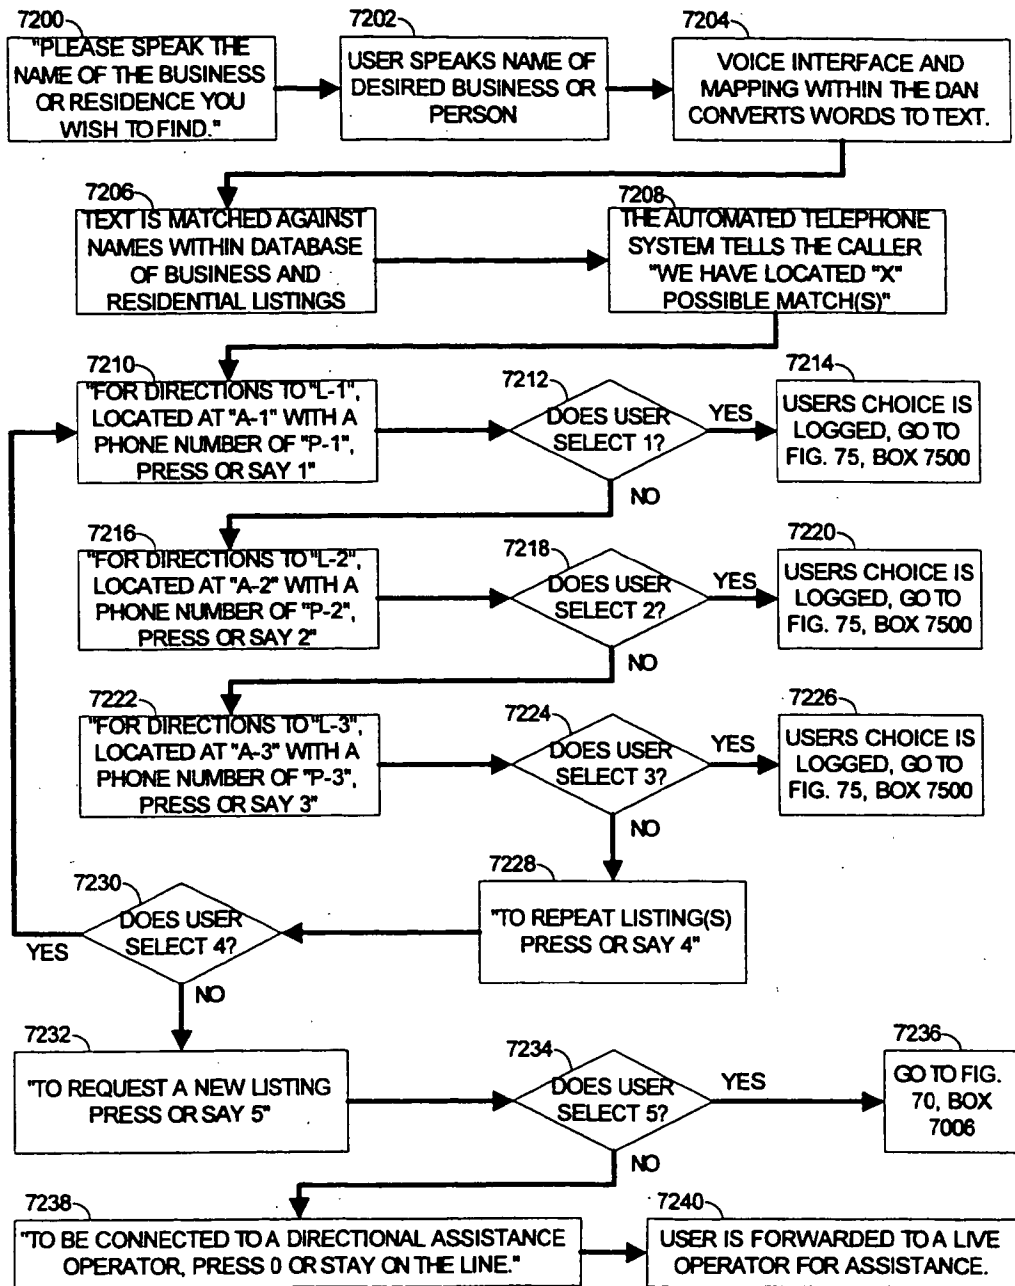 7200
"PLEASE SPEAK THE
NAME OF THE BUSINESS
OR RESIDENCE YOU
WISH TO FIND."
7202
USER SPEAKS NAME OF
DESIRED BUSINESS OR
PERSON
7204
VOICE INTERFACE AND
MAPPING WITHIN THE DAN
CONVERTS WORDS TO TEXT.
7206
TEXT IS MATCHED AGAINST
NAMES WITHIN DATABASE
OF BUSINESS AND
RESIDENTIAL LISTINGS
7208
THE AUTOMATED TELEPHONE
SYSTEM TELLS THE CALLER
"WE HAVE LOCATED "X"
POSSIBLE MATCH(S)"
7210
"FOR DIRECTIONS TO "L-1",
LOCATED AT "A-1" WITH A
PHONE NUMBER OF "P-1",
PRESS OR SAY 1"
7212
DOES USER
SELECT 1?
YES
NO
7214
USERS CHOICE IS
LOGGED, GO TO
FIG. 75, BOX 7500
7216
"FOR DIRECTIONS TO "L-2",
LOCATED AT "A-2" WITH A
PHONE NUMBER OF "P-2",
PRESS OR SAY 2"
7218
DOES USER
SELECT 2?
YES
NO
7220
USERS CHOICE IS
LOGGED, GO TO
FIG. 75, BOX 7500
7222
"FOR DIRECTIONS TO "L-3",
LOCATED AT "A-3" WITH A
PHONE NUMBER OF "P-3",
PRESS OR SAY 3"
7224
DOES USER
SELECT 3?
YES
NO
7226
USERS CHOICE IS
LOGGED, GO TO
FIG. 75, BOX 7500
7228
"TO REPEAT LISTING(S)
PRESS OR SAY 4"
7230
DOES USER
SELECT 4?
YES
NO
7232
"TO REQUEST A NEW LISTING
PRESS OR SAY 5"
7234
DOES USER
SELECT 5?
YES
NO
7236
GO TO FIG.
70, BOX
7006
7238
"TO BE CONNECTED TO A DIRECTIONAL ASSISTANCE
OPERATOR, PRESS 0 OR STAY ON THE LINE."
7240
USER IS FORWARDED TO A LIVE
OPERATOR FOR ASSISTANCE.